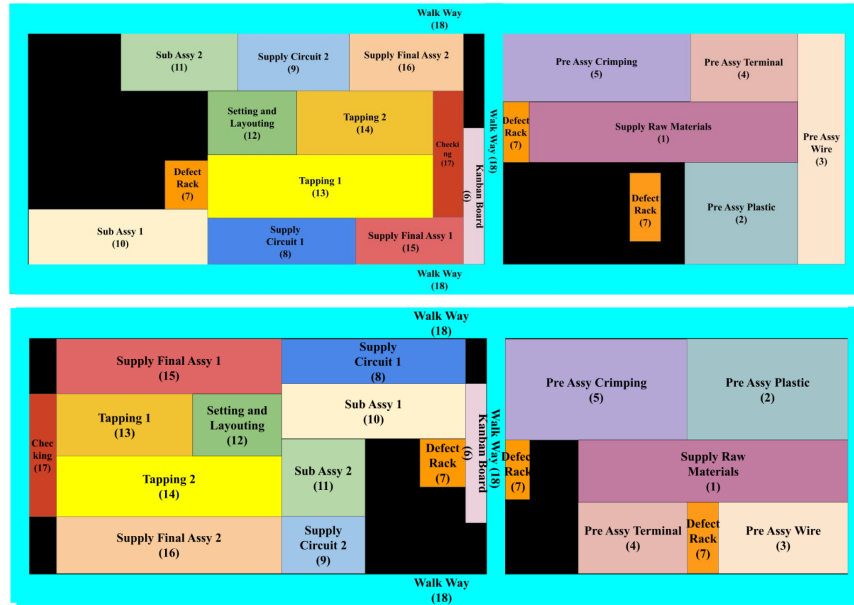 Walk Way
(18)
Sub Assy 2
(11)
Supply Circuit 2
(9)
Supply Final Assy 2
(16)
Pre Assy Crimping
(5)
Pre Assy Terminal
(4)
Setting and
Layouting
(12)
Tapping 2
(14)
Checki
ng
(17)
Walk Way (18)
Defect
Rack
(7)
Supply Raw Materials
(1)
Pre Assy
Wire
(3)
Defect
Rack
(7)
Tapping 1
(13)
Kanban Board
(6)
Defect
Rack
(7)
Pre Assy Plastic
(2)
Sub Assy 1
(10)
Supply
Circuit 1
(8)
Supply Final Assy 1
(15)
Walk Way
(18)
Walk Way
(18)
Supply Final Assy 1
(15)
Supply
Circuit 1
(8)
Pre Assy Crimping
(5)
Pre Assy Plastic
(2)
Tapping 1
(13)
Setting and
Layouting
(12)
Sub Assy 1
(10)
Chec
king
(17)
Kanban Board
(6)
Walk Way (18)
Defect
Rack
(7)
Defect
Rack
(7)
Supply Raw
Materials
(1)
Tapping 2
(14)
Sub Assy 2
(11)
Supply Final Assy 2
(16)
Supply
Circuit 2
(9)
Pre Assy Terminal
(4)
Defect
Rack
(7)
Pre Assy Wire
(3)
Walk Way
(18)